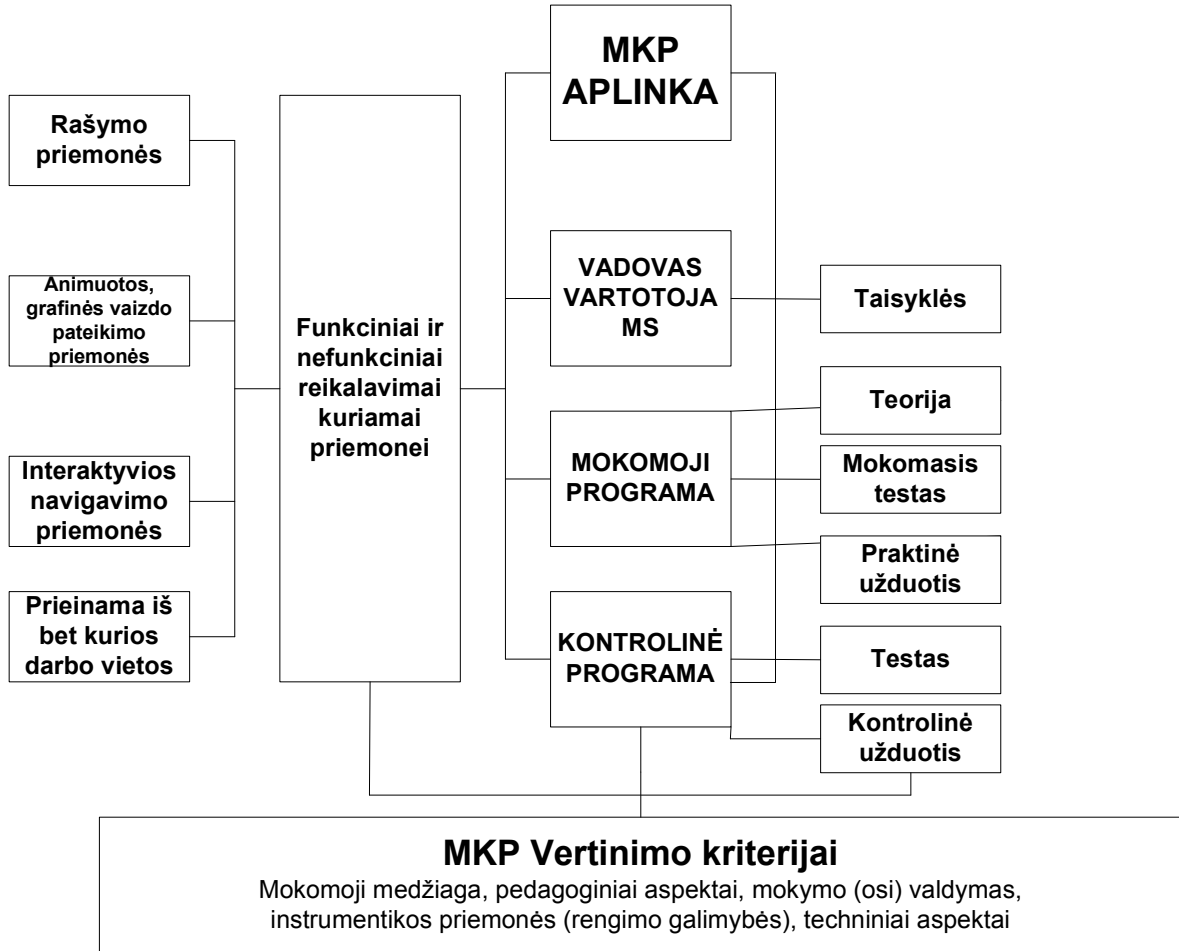 MKP
APLINKA
Rašymo
priemonės
Animuotos,
grafinės vaizdo
pateikimo
priemonės
Interaktyvios
navigavimo
priemonės
Prieinama iš
bet kurios
darbo vietos
Funkciniai ir
nefunkciniai
reikalavimai
kuriamai
priemonei
VADOVAS
VARTOTOJA
MS
MOKOMOJI
PROGRAMA
KONTROLINĖ
PROGRAMA
Taisyklės
Teorija
Mokomasis
testas
Praktinė
užduotis
Testas
Kontrolinė
užduotis
MKP Vertinimo kriterijai
Mokomoji medžiaga, pedagoginiai aspektai, mokymo (osi) valdymas,
instrumentikos priemonės (rengimo galimybės), techniniai aspektai